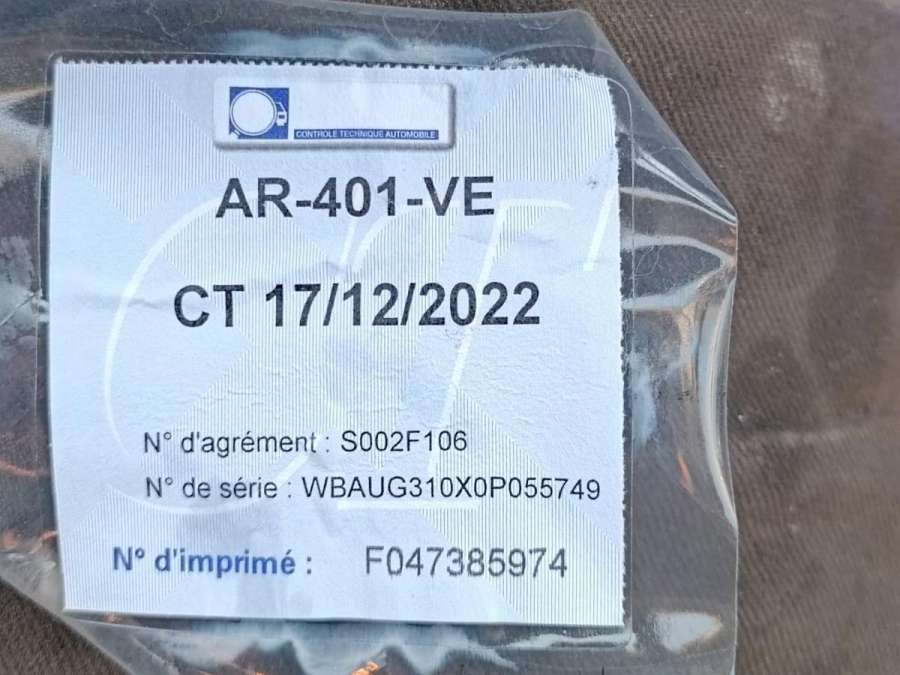 CONTROLE TECHNIQUE AUTOMOBILE
AR-401-VE
CT 17/12/2022
N° d'agrément : S002F106
N° de série : WBAUG310X0P055749
N° d'imprimé : F047385974